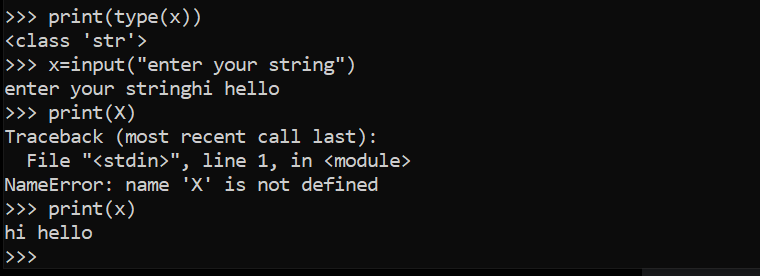 >>> print(type(x))
<class 'str'>
>>> x=input("enter your string")
enter your stringhi hello
>>> print(X)
Traceback (most recent call last):
  File "<stdin>", line 1, in <module>
NameError: name 'X' is not defined
>>> print(x)
hi hello
>>>